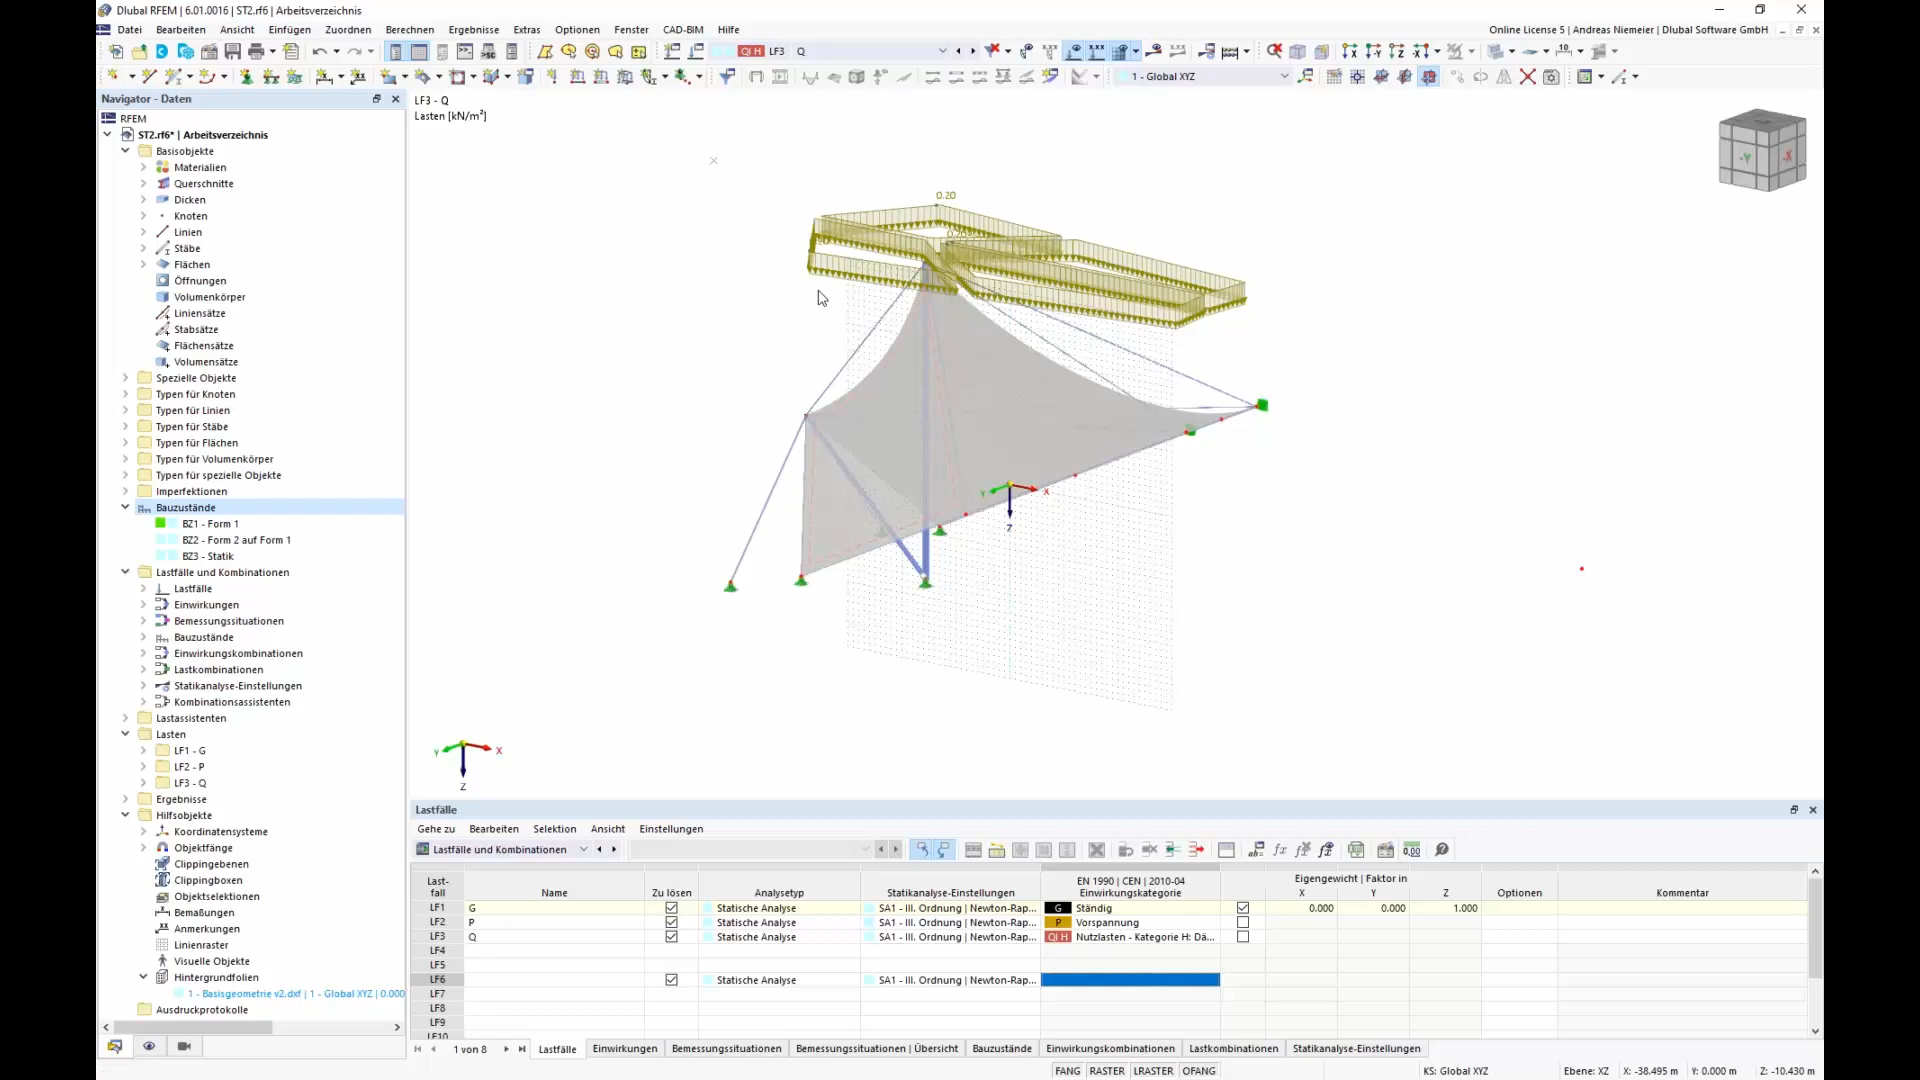 Dlubal RFEM | 6.01.0016 | ST2.rf6 | Arbeitsverzeichnis
Datei Bearbeiten Ansicht Einfügen Zuordnen Berechnen Ergebnisse Extras Optionen Fenster CAD-BIM Hilfe
Online License 5 | Andreas Niemeier | Dlubal Software GmbH
QI H LF3 Q
1 - Global XYZ
Navigator - Daten
RFEM
ST2.rf6* | Arbeitsverzeichnis
Basisobjekte
Materialien
Querschnitte
Dicken
Knoten
Linien
Stäbe
Flächen
Öffnungen
Volumenkörper
Liniensätze
Stabsätze
Flächensätze
Volumensätze
Spezielle Objekte
Typen für Knoten
Typen für Linien
Typen für Stäbe
Typen für Flächen
Typen für Volumenkörper
Typen für spezielle Objekte
Imperfektionen
Bauzustände
BZ1 - Form 1
BZ2 - Form 2 auf Form 1
BZ3 - Statik
Lastfälle und Kombinationen
Lastfälle
Einwirkungen
Bemessungssituationen
Bauzustände
Einwirkungskombinationen
Lastkombinationen
Statikanalyse-Einstellungen
Kombinationsassistenten
Lastassistenten
Lasten
LF1 - G
LF2 - P
LF3 - Q
Ergebnisse
Hilfsobjekte
Koordinatensysteme
Objektfänge
Clippingebenen
Clippingboxen
Objektselektionen
Bemaßungen
Anmerkungen
Linienraster
Visuelle Objekte
Hintergrundfolien
1 - Basisgeometrie v2.dxf | 1 - Global XYZ | 0.000
Ausdruckprotokolle
LF3 - Q
Lasten [kN/m²]
0.20
-Y -X
Y X
Z
Y X
Z
Lastfälle
Gehe zu Bearbeiten Selektion Ansicht Einstellungen
Lastfälle und Kombinationen
Last-
fall Name Zu lösen Analysetyp Statikanalyse-Einstellungen EN 1990 | CEN | 2010-04 Einwirkungskategorie Eigengewicht | Faktor in X Y Z Optionen Kommentar
LF1 G Statische Analyse SA1 - III. Ordnung | Newton-Rap... G Ständig 0.000 0.000 1.000
LF2 P Statische Analyse SA1 - III. Ordnung | Newton-Rap... P Vorspannung
LF3 Q Statische Analyse SA1 - III. Ordnung | Newton-Rap... QI H Nutzlasten - Kategorie H: Dä...
LF4
LF5
LF6 Statische Analyse SA1 - III. Ordnung | Newton-Rap...
LF7
LF8
LF9
LF10
1 von 8 Lastfälle Einwirkungen Bemessungssituationen Bemessungssituationen | Übersicht Bauzustände Einwirkungskombinationen Lastkombinationen Statikanalyse-Einstellungen
FANG RASTER LRASTER OFANG KS: Global XYZ Ebene: XZ X: -38.495 m Y: 0.000 m Z: -10.430 m